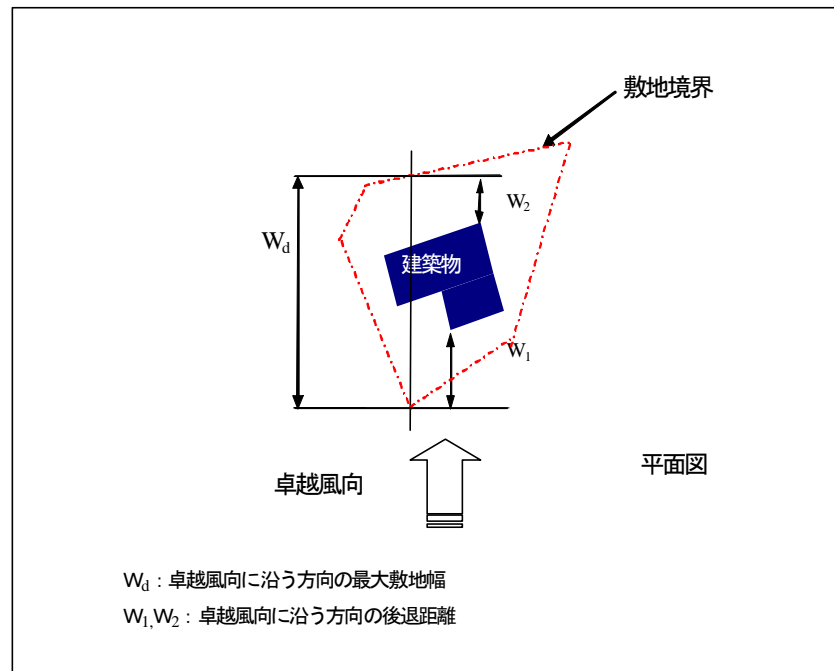 敷地境界
W2
Wd
建築物
W1
卓越風向
平面図
Wd：卓越風向に沿う方向の最大敷地幅
W1,W2：卓越風向に沿う方向の後退距離